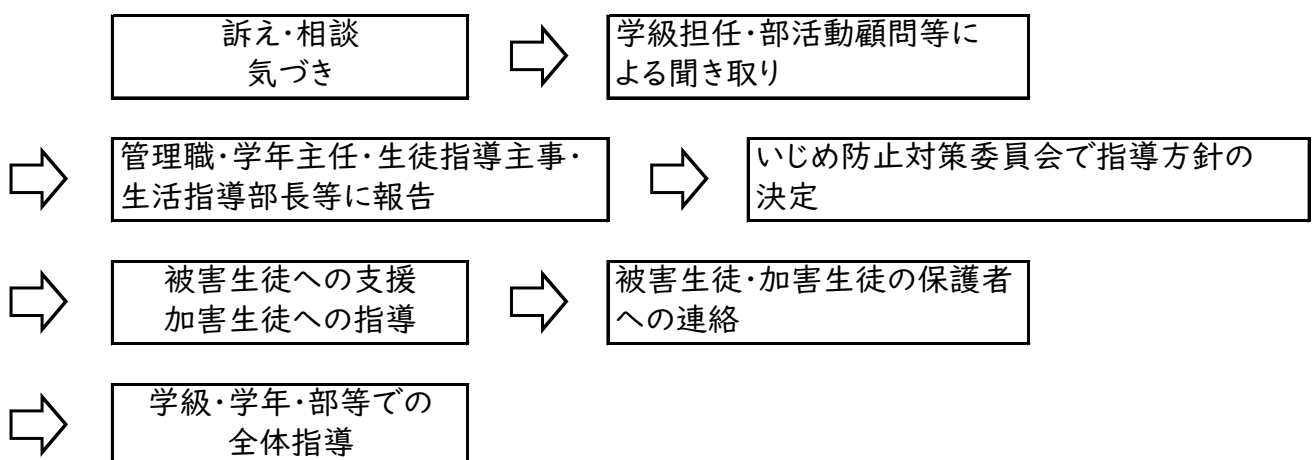 訴え・相談
気づき
学級担任・部活動顧問等に
よる聞き取り
管理職・学年主任・生徒指導主事・
生活指導部長等に報告
いじめ防止対策委員会で指導方針の
決定
被害生徒への支援
加害生徒への指導
被害生徒・加害生徒の保護者
への連絡
学級・学年・部等での
全体指導